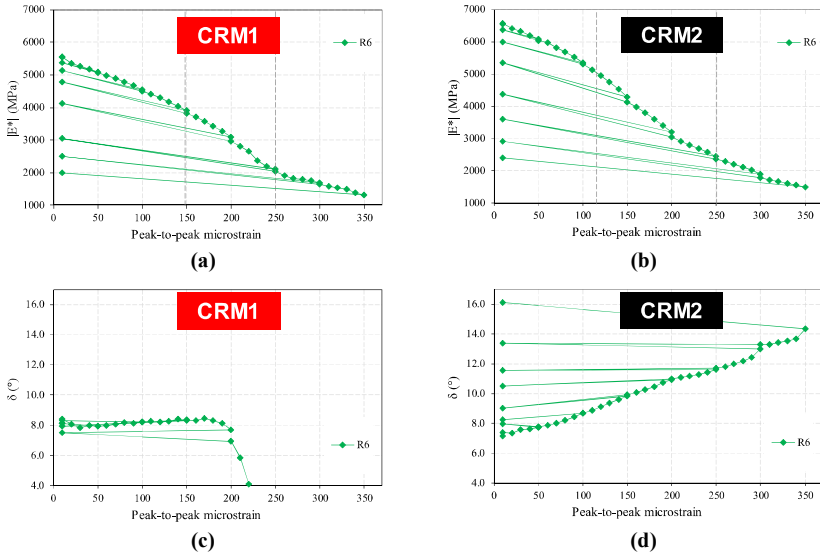 CRM1
R6
7000
6000
5000
4000
3000
2000
1000
|E*| (MPa)
0 50 100 150 200 250 300 350
Peak-to-peak microstrain
(a)
CRM2
R6
7000
6000
5000
4000
3000
2000
1000
|E*| (MPa)
0 50 100 150 200 250 300 350
Peak-to-peak microstrain
(b)
CRM1
R6
16.0
14.0
12.0
10.0
8.0
6.0
4.0
δ (°)
0 50 100 150 200 250 300 350
Peak-to-peak microstrain
(c)
CRM2
R6
16.0
14.0
12.0
10.0
8.0
6.0
4.0
δ (°)
0 50 100 150 200 250 300 350
Peak-to-peak microstrain
(d)